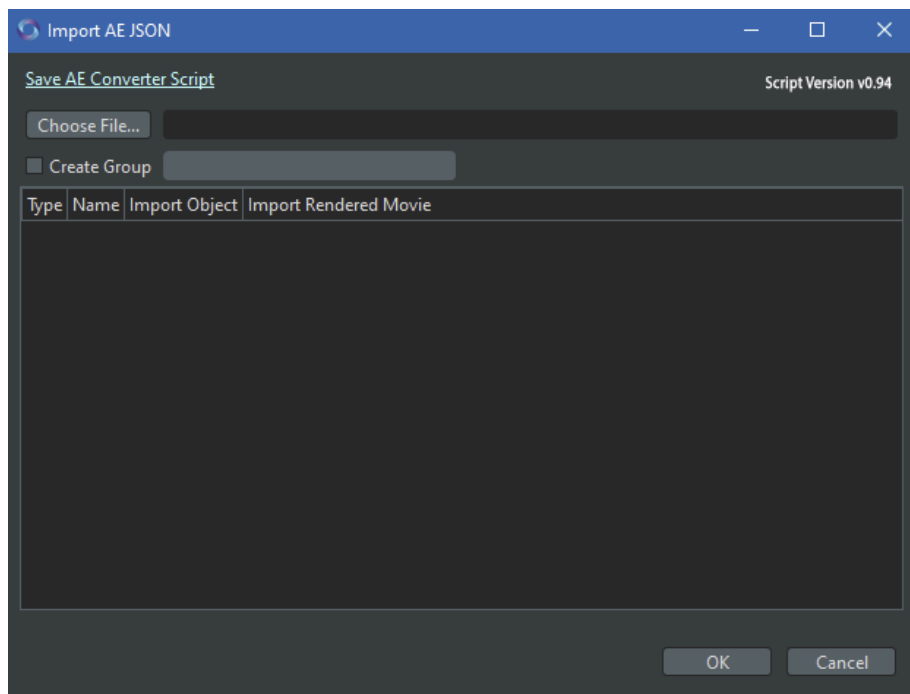 Import AE JSON
Save AE Converter Script
Script Version v0.94
Choose File...
Create Group
Type Name Import Object Import Rendered Movie
OK Cancel